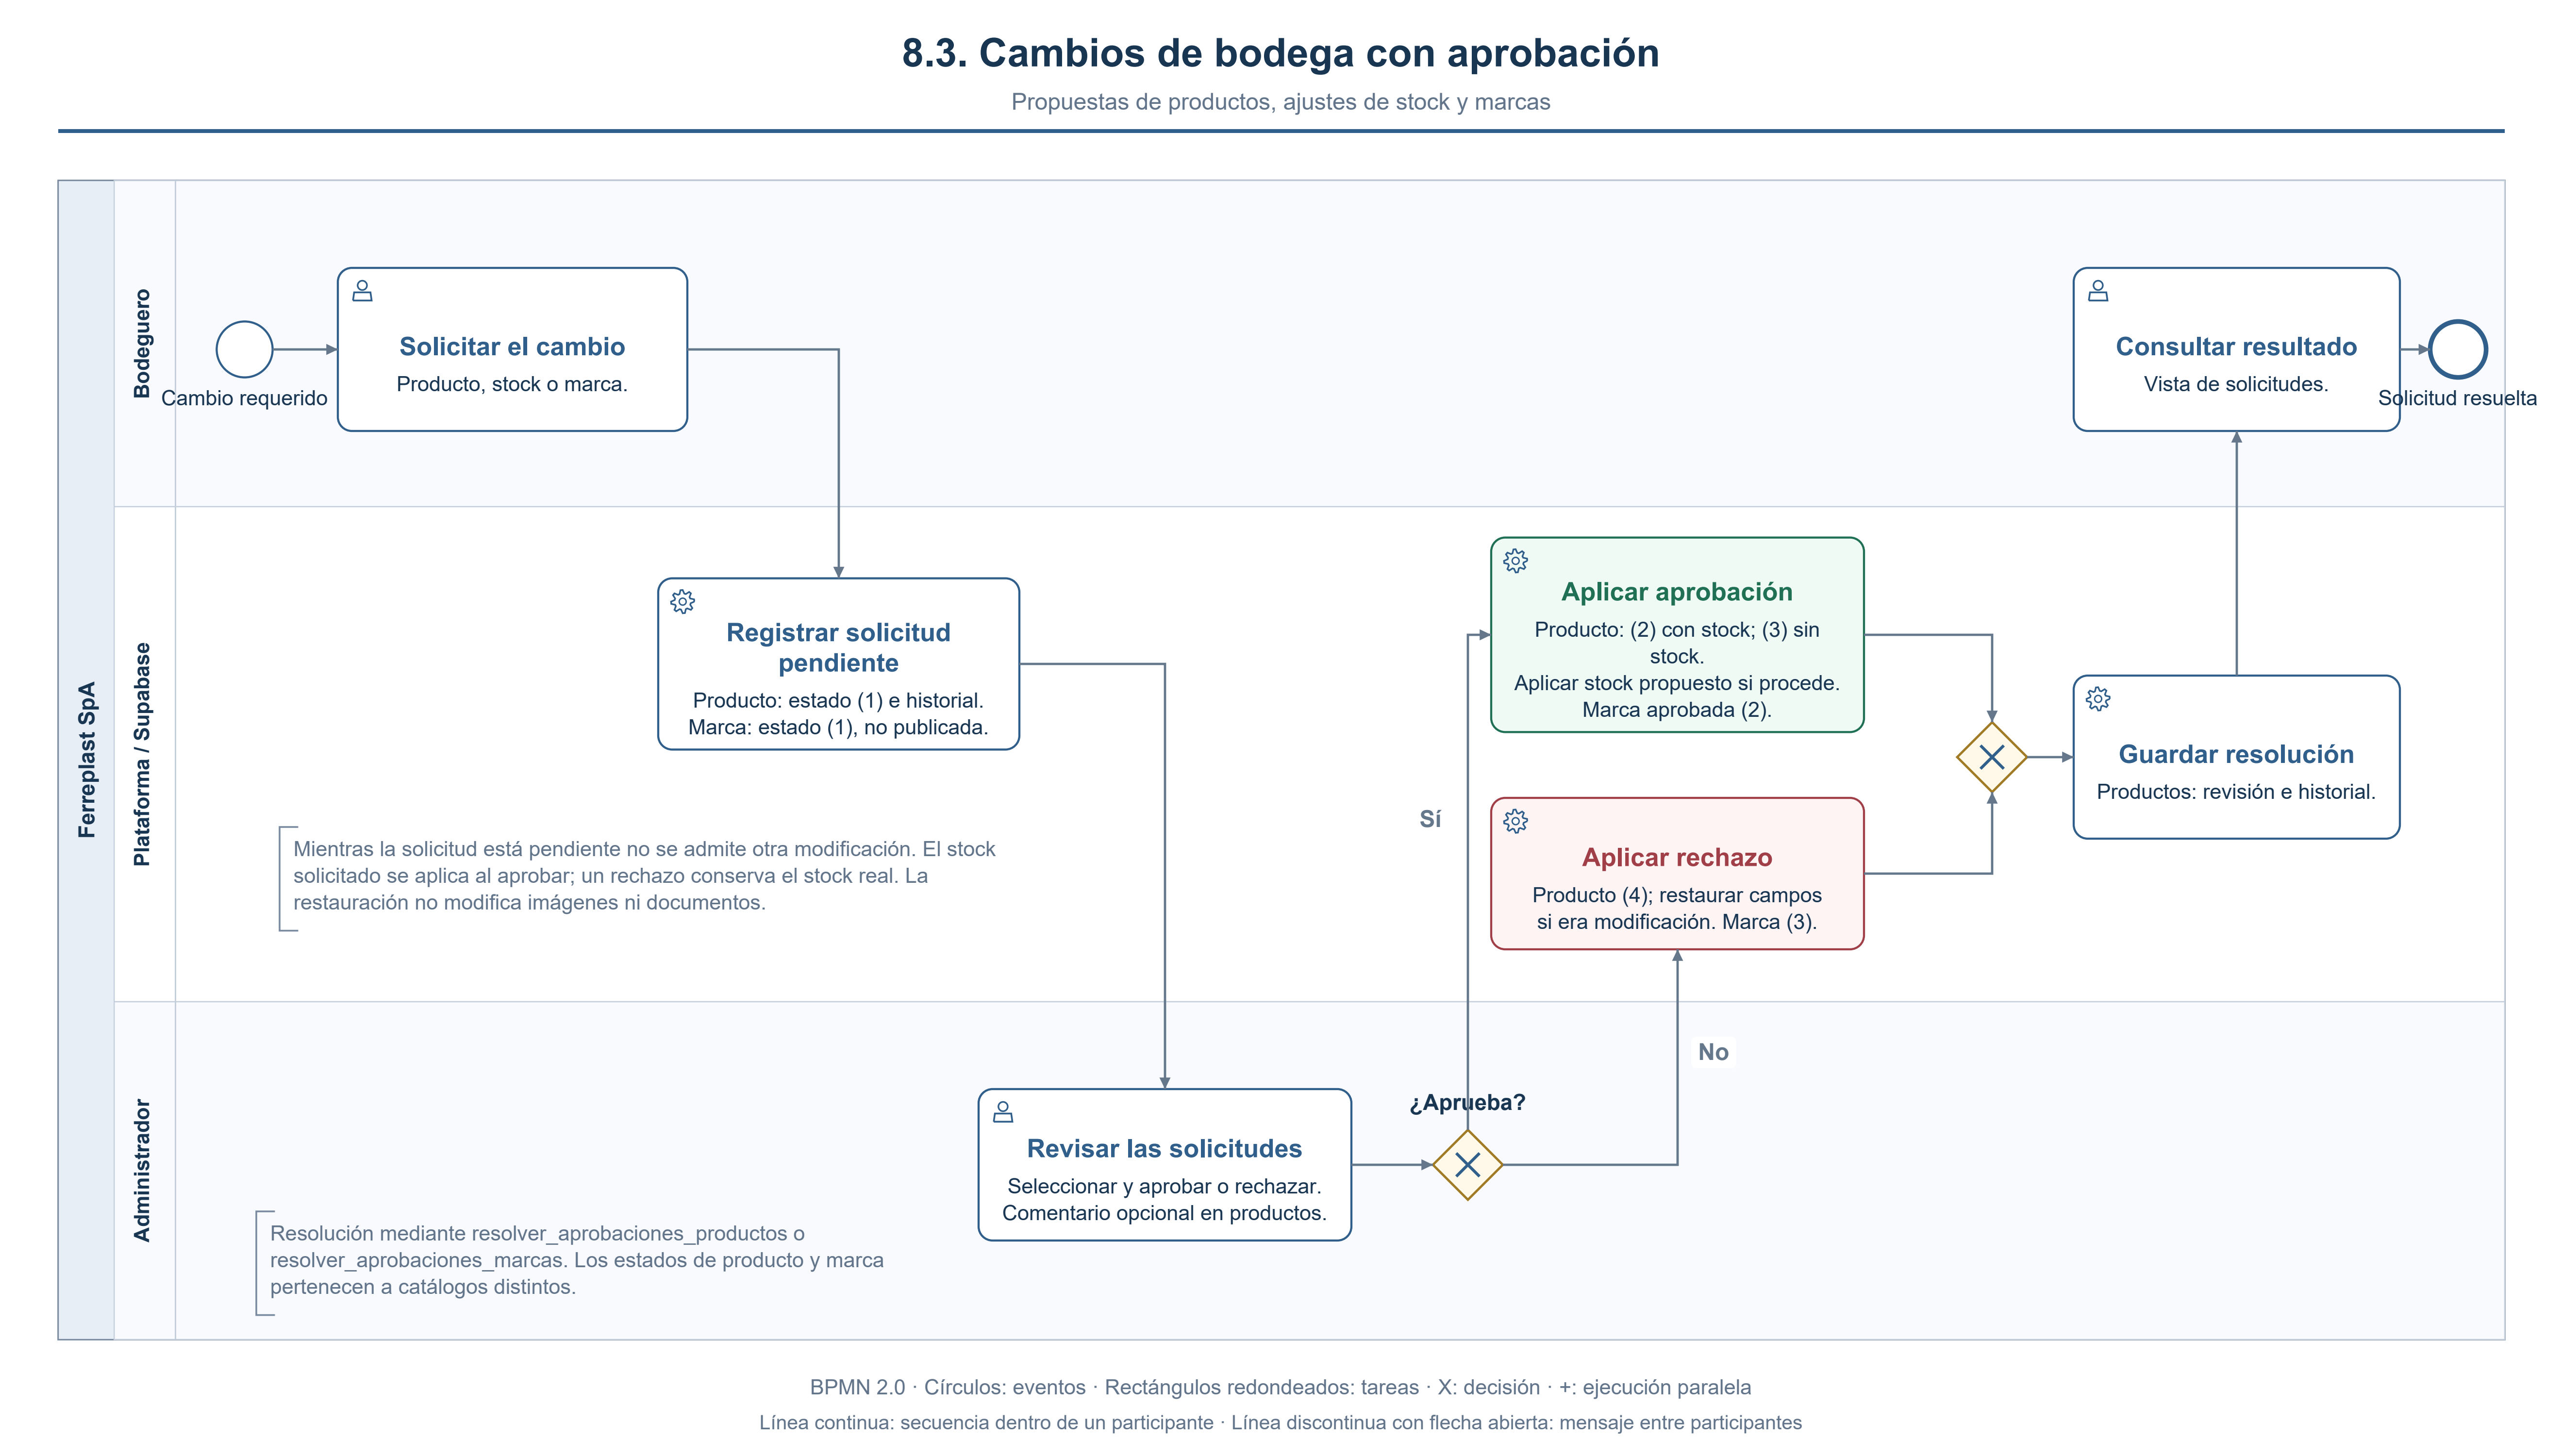 8.3. Cambios de bodega con aprobación
Propuestas de productos, ajustes de stock y marcas
Ferreplast SpA
Bodeguero
Cambio requerido
Solicitar el cambio
Producto, stock o marca.
Consultar resultado
Vista de solicitudes.
Solicitud resuelta
Plataforma / Supabase
Registrar solicitud
pendiente
Producto: estado (1) e historial.
Marca: estado (1), no publicada.
Mientras la solicitud está pendiente no se admite otra modificación. El stock
solicitado se aplica al aprobar; un rechazo conserva el stock real. La
restauración no modifica imágenes ni documentos.
Sí
Aplicar aprobación
Producto: (2) con stock; (3) sin
stock.
Aplicar stock propuesto si procede.
Marca aprobada (2).
Aplicar rechazo
Producto (4); restaurar campos
si era modificación. Marca (3).
Guardar resolución
Productos: revisión e historial.
Administrador
Revisar las solicitudes
Seleccionar y aprobar o rechazar.
Comentario opcional en productos.
¿Aprueba?
No
Resolución mediante resolver_aprobaciones_productos o
resolver_aprobaciones_marcas. Los estados de producto y marca
pertenecen a catálogos distintos.
BPMN 2.0 · Círculos: eventos · Rectángulos redondeados: tareas · X: decisión · +: ejecución paralela
Línea continua: secuencia dentro de un participante · Línea discontinua con flecha abierta: mensaje entre participantes